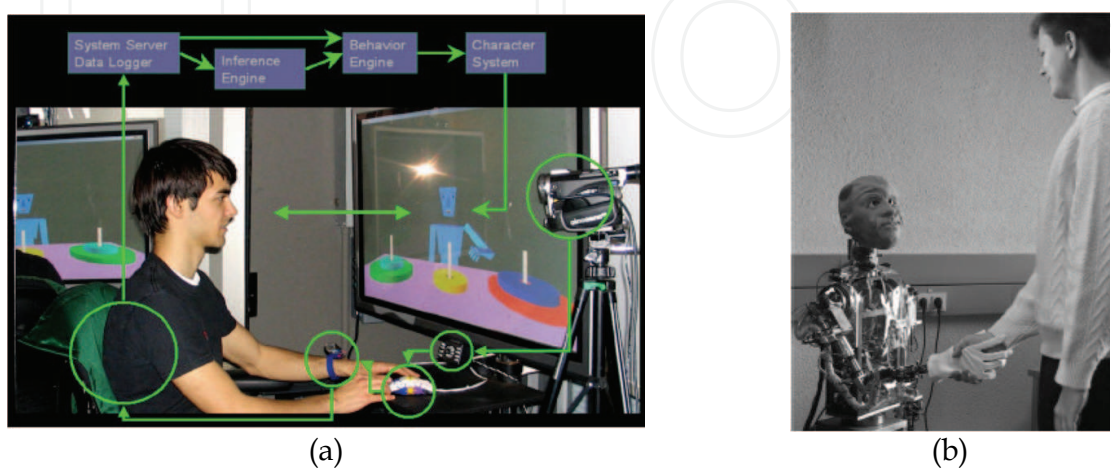 System Server
Data Logger
Inference
Engine
Behavior
Engine
Character
System
(a)
(b)